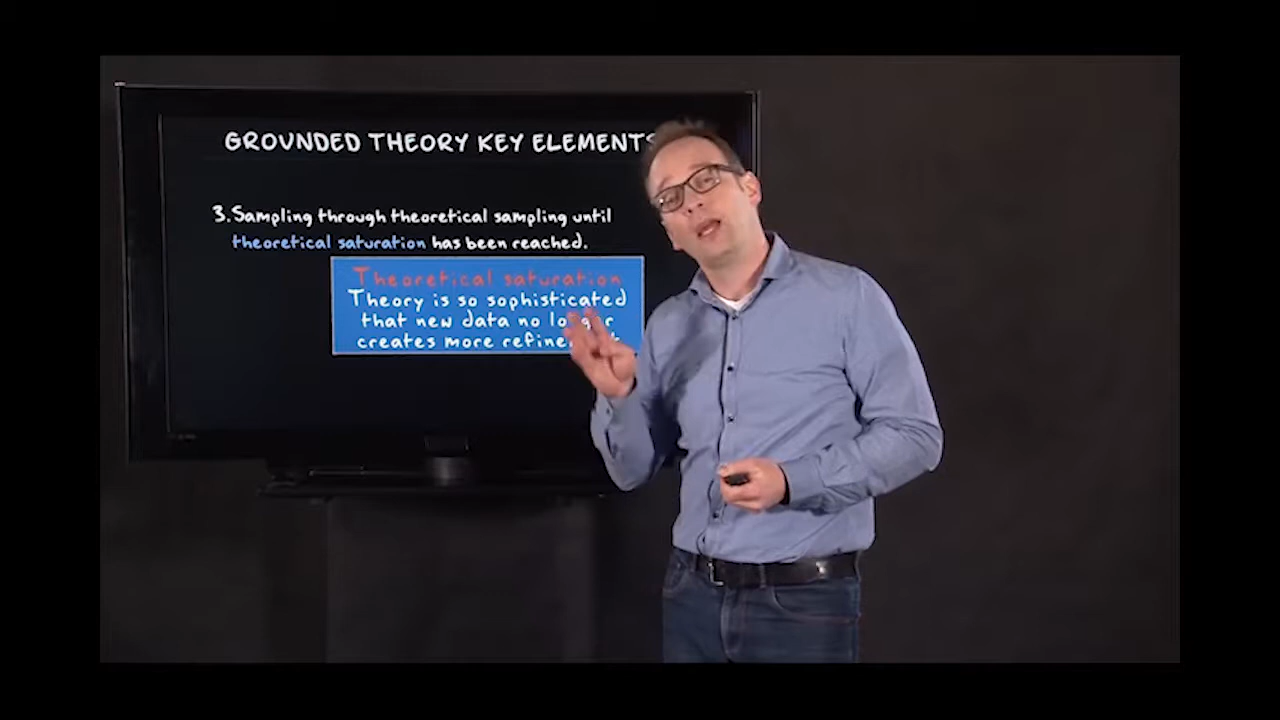 GROUNDED THEORY KEY ELEMENTS
3. Sampling through theoretical sampling until
theoretical saturation has been reached.
Theoretical saturation
Theory is so sophisticated
that new data no longer
creates more